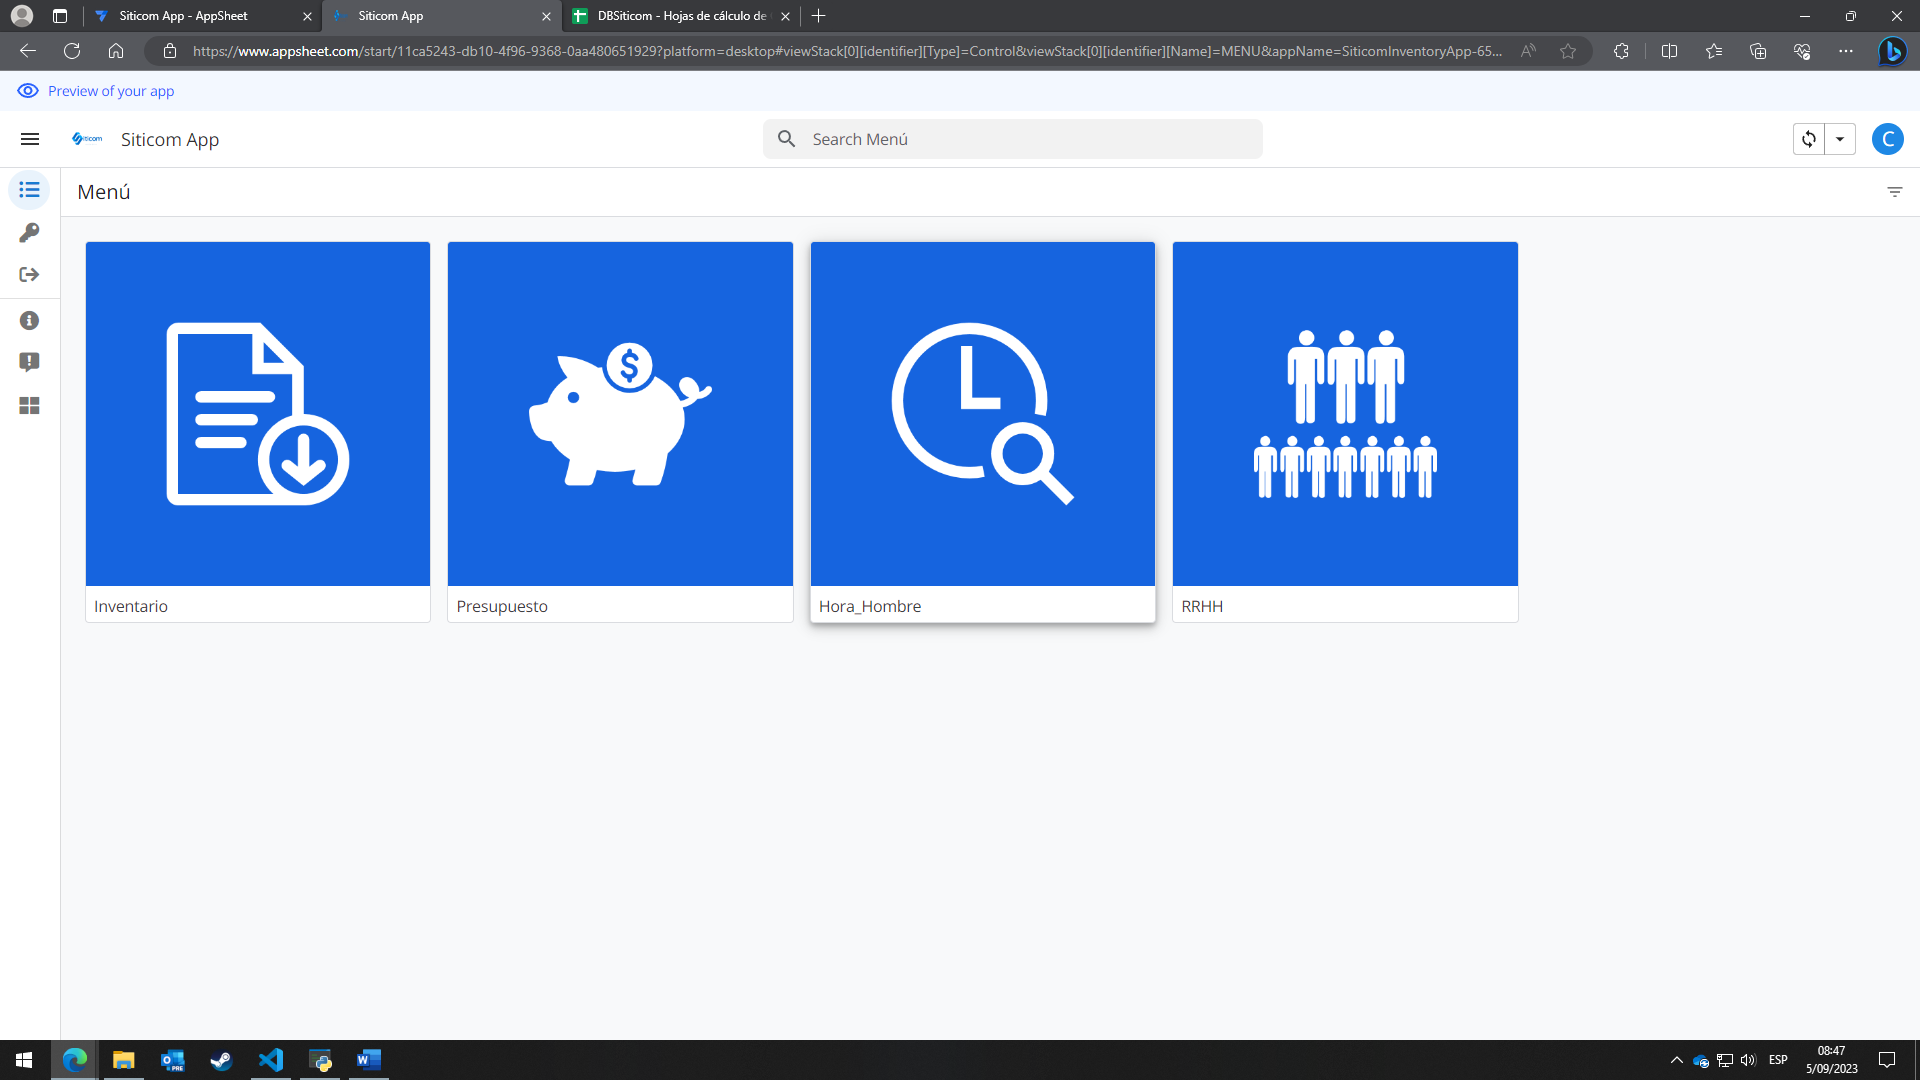 Siticom App - AppSheet
Siticom App
DBSiticom - Hojas de cálculo de
https://www.appsheet.com/start/11ca5243-db10-4f96-9368-0aa480651929?platform=desktop#viewStack[0][identifier][Type]=Control&viewStack[0][identifier][Name]=MENU&appName=SiticomInventoryApp-65...
Preview of your app
Siticom
Siticom App
Search Menú
C
Menú
$
Inventario
Presupuesto
Hora_Hombre
RRHH
08:47
ESP
5/09/2023